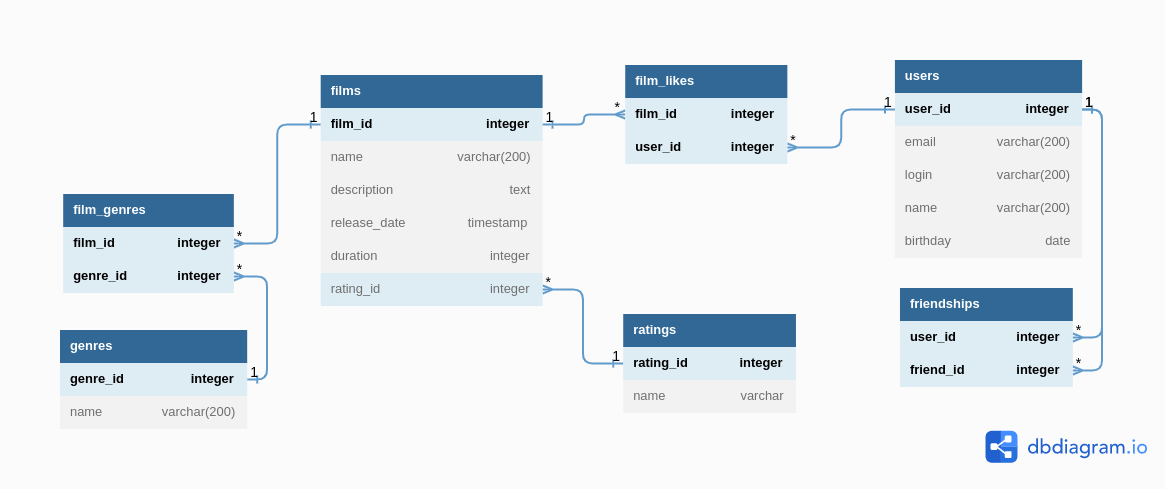 films
film_id integer
name varchar(200)
description text
release_date timestamp
duration integer
rating_id integer
film_likes
film_id integer
user_id integer
users
user_id integer
email varchar(200)
login varchar(200)
name varchar(200)
birthday date
film_genres
film_id integer
genre_id integer
genres
genre_id integer
name varchar(200)
ratings
rating_id integer
name varchar
friendships
user_id integer
friend_id integer
1
1
*
*
1
1
*
*
1
*
1
*
*
dbdiagram.io